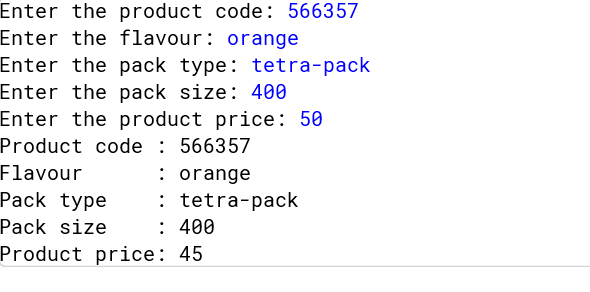 Enter the product code: 566357
Enter the flavour: orange
Enter the pack type: tetra-pack
Enter the pack size: 400
Enter the product price: 50
Product code : 566357
Flavour      : orange
Pack type    : tetra-pack
Pack size    : 400
Product price: 45